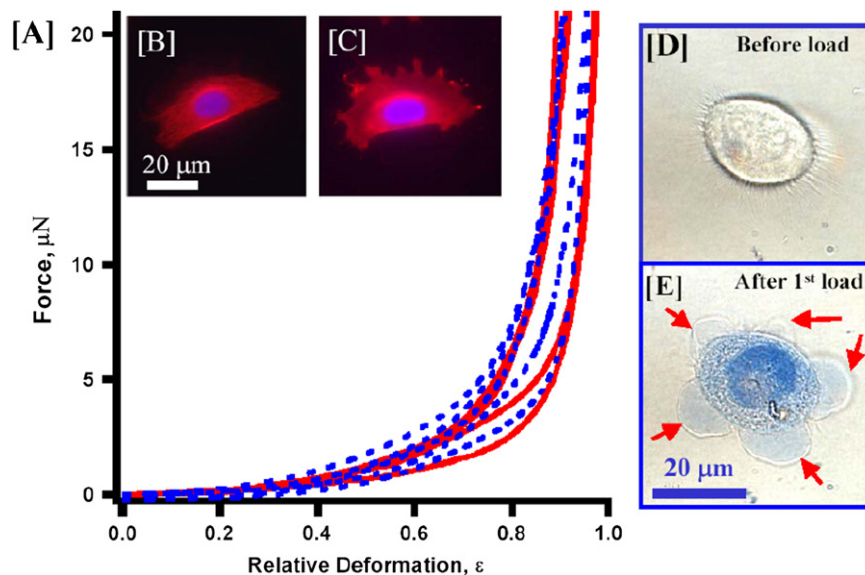 [A]
[B]
[C]
20 μm
20
15
10
5
0
Force, μN
0.0 0.2 0.4 0.6 0.8 1.0
Relative Deformation, ε
[D] Before load
[E] After 1st load
20 μm